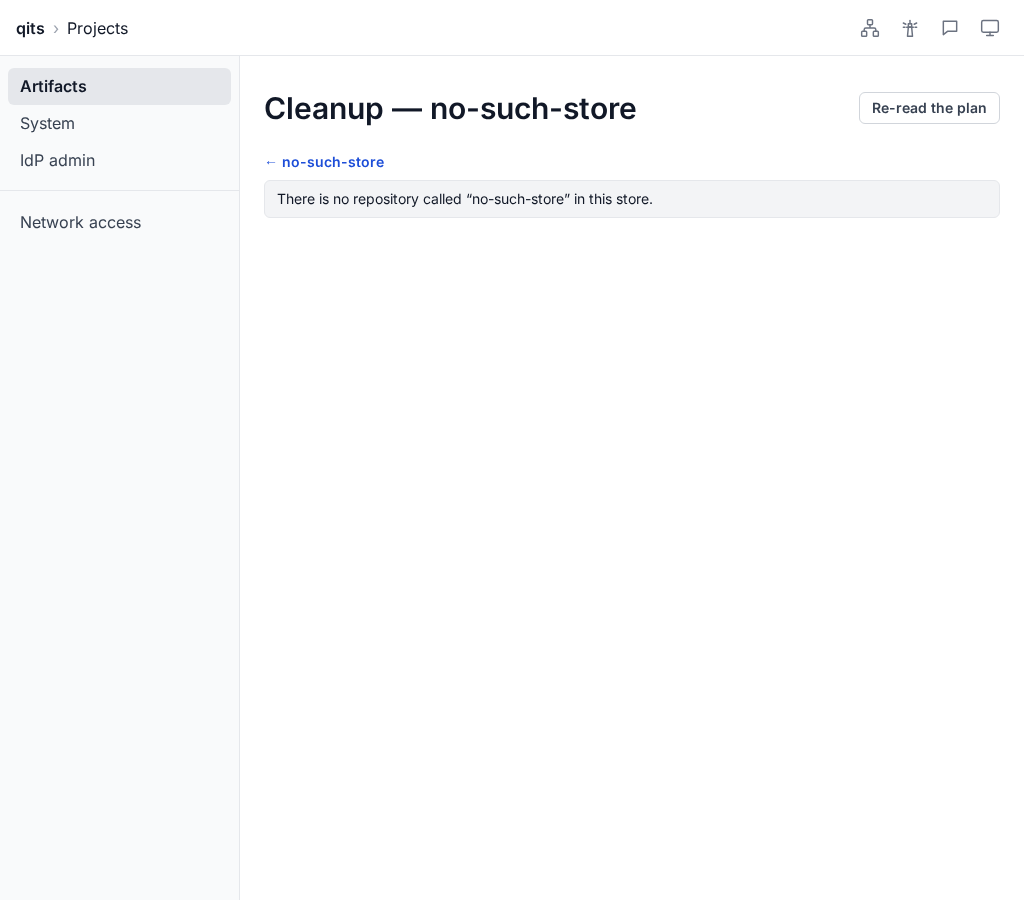 qits › Projects
Artifacts
System
IdP admin
Network access
Cleanup — no-such-store
Re-read the plan
← no-such-store
There is no repository called “no-such-store” in this store.